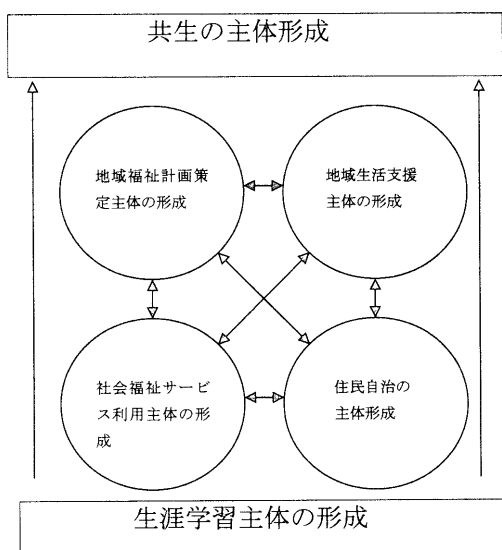 共生の主体形成
地域福祉計画策
定主体の形成
地域生活支援
主体の形成
社会福祉サービ
ス利用主体の形
成
住民自治の
主体形成
生涯学習主体の形成